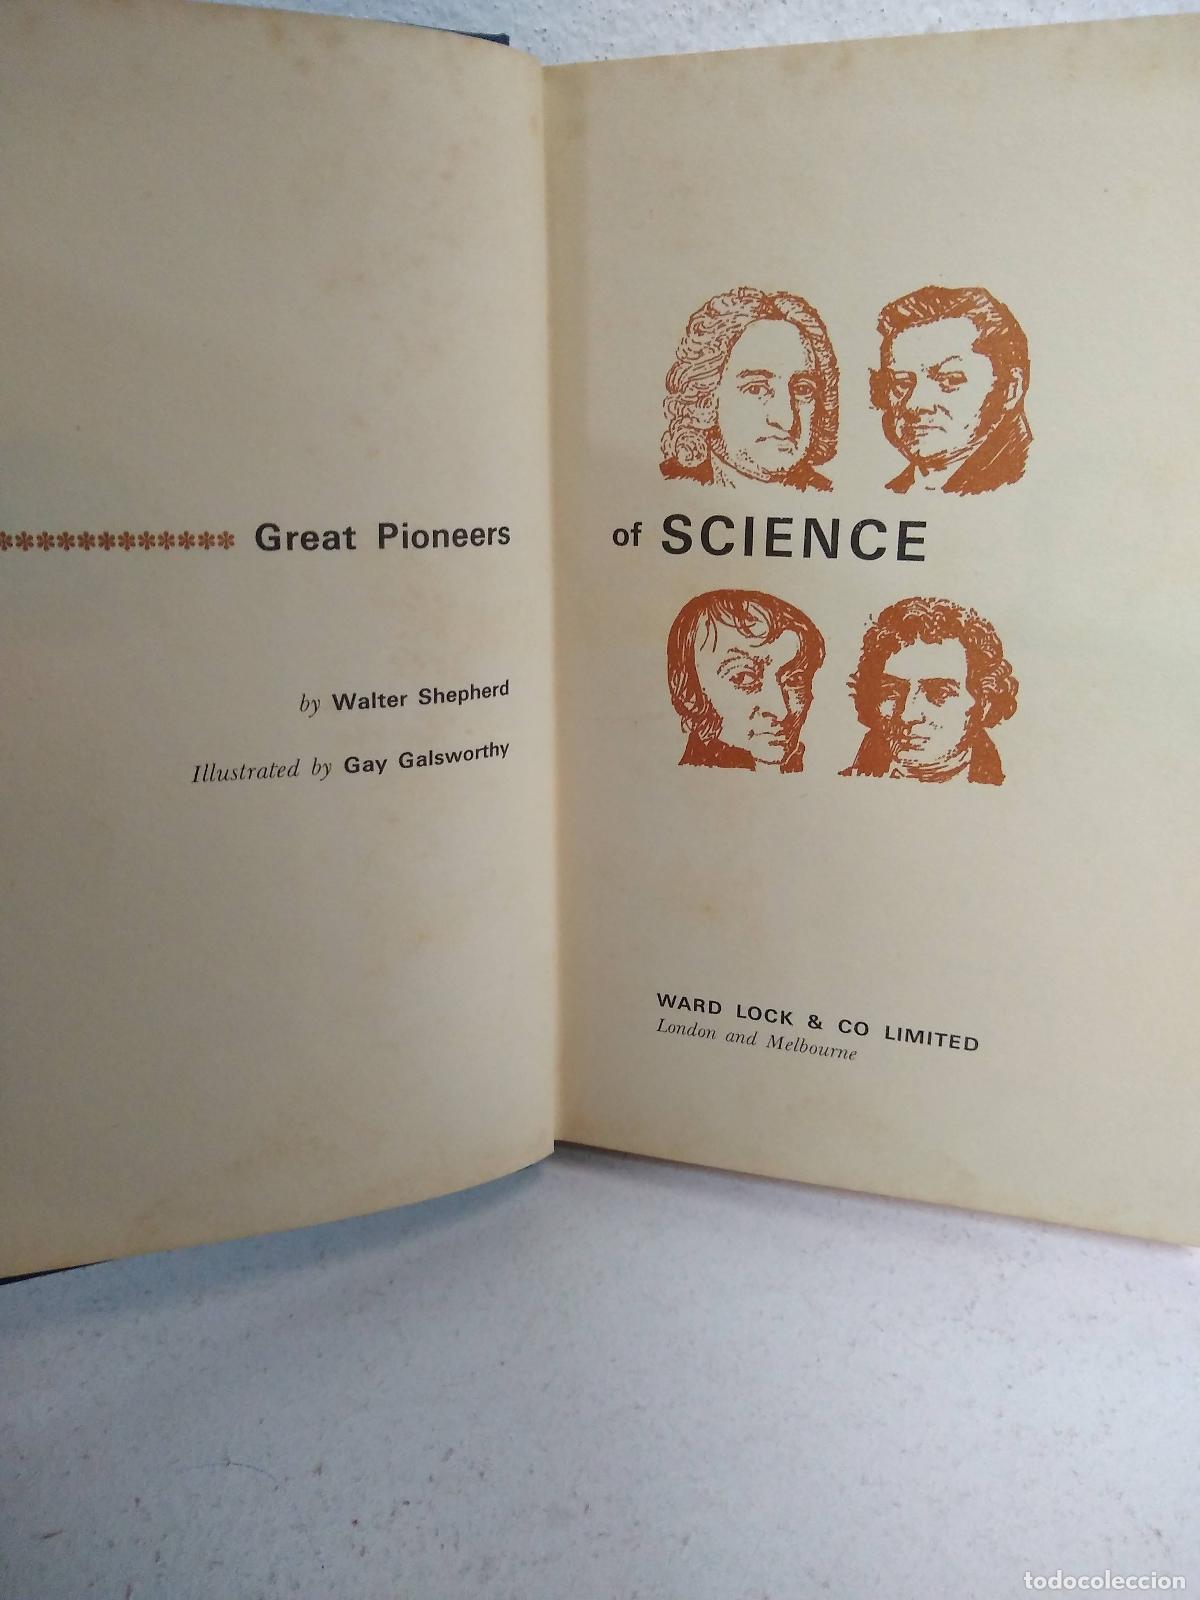 ************ Great Pioneers
of SCIENCE
by Walter Shepherd
Illustrated by Gay Galsworthy
WARD LOCK & CO LIMITED
London and Melbourne
todocoleccion